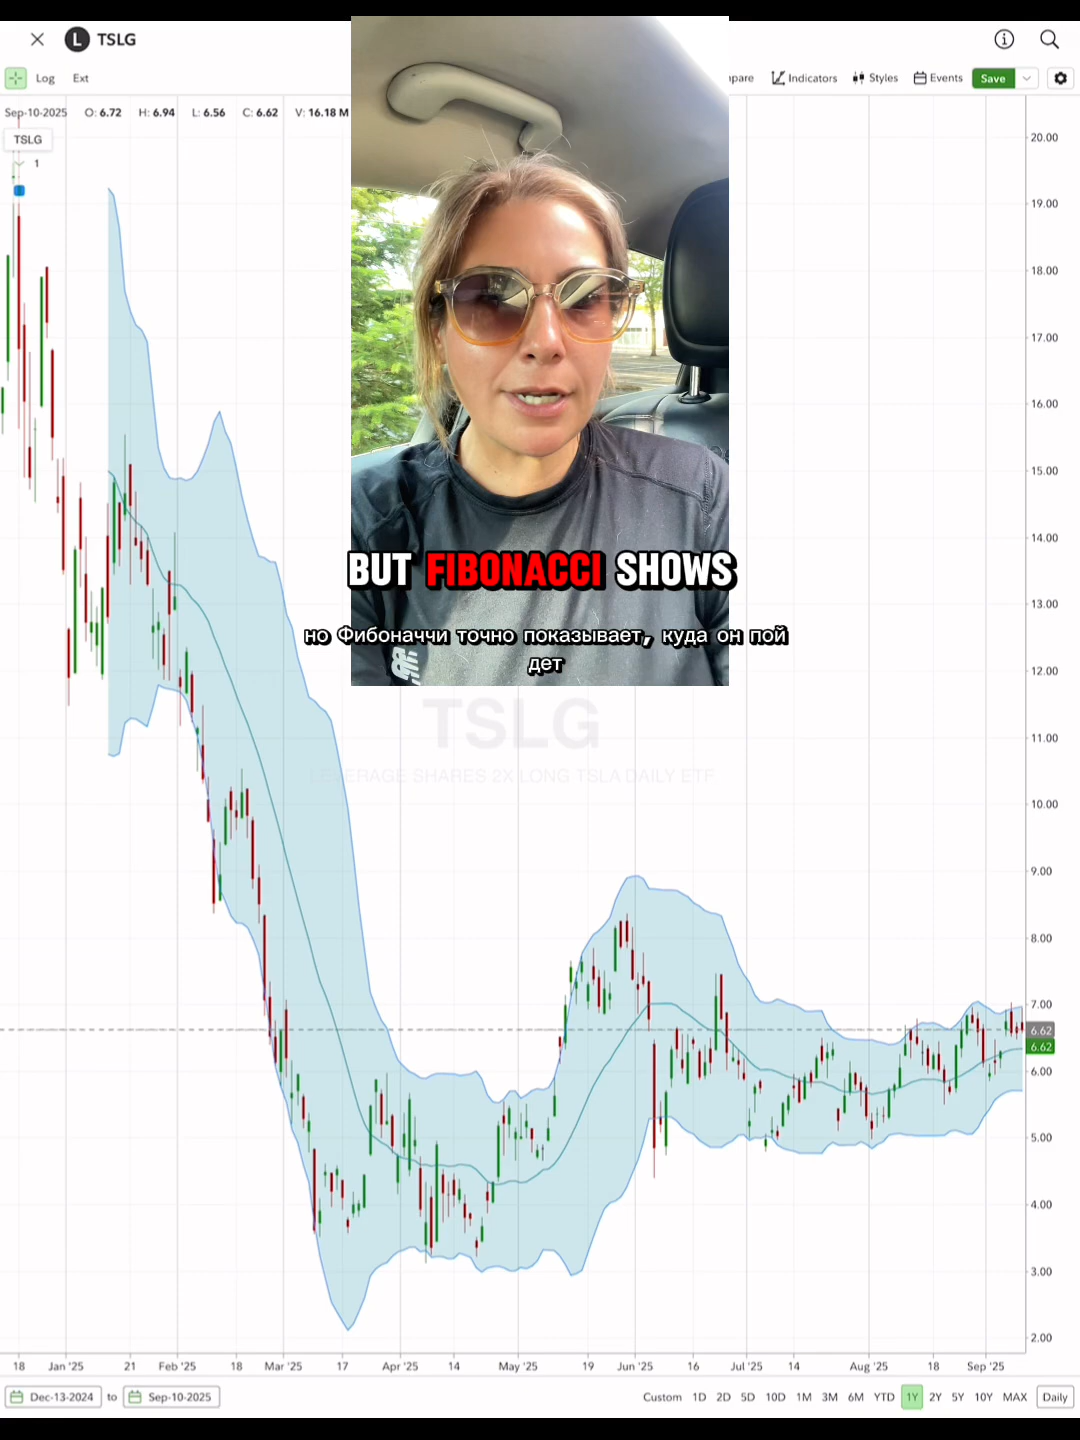 L TSLG
Log Ext
pare Indicators Styles Events Save
Sep-10-2025 O: 6.72 H: 6.94 L: 6.56 C: 6.62 V: 16.18 M
TSLG
1
20.00
19.00
18.00
17.00
16.00
15.00
14.00
13.00
12.00
11.00
10.00
9.00
8.00
7.00
6.62
6.62
6.00
5.00
4.00
3.00
2.00
BUT FIBONACCI SHOWS
но Фибоначчи точно показывает, куда он пой
дет
TSLG
LEVERAGE SHARES 2X LONG TSLA DAILY ETF
18 Jan '25 21 Feb '25 18 Mar '25 17 Apr '25 14 May '25 19 Jun '25 16 Jul '25 14 Aug '25 18 Sep '25
Dec-13-2024 to Sep-10-2025
Custom 1D 2D 5D 10D 1M 3M 6M YTD 1Y 2Y 5Y 10Y MAX Daily